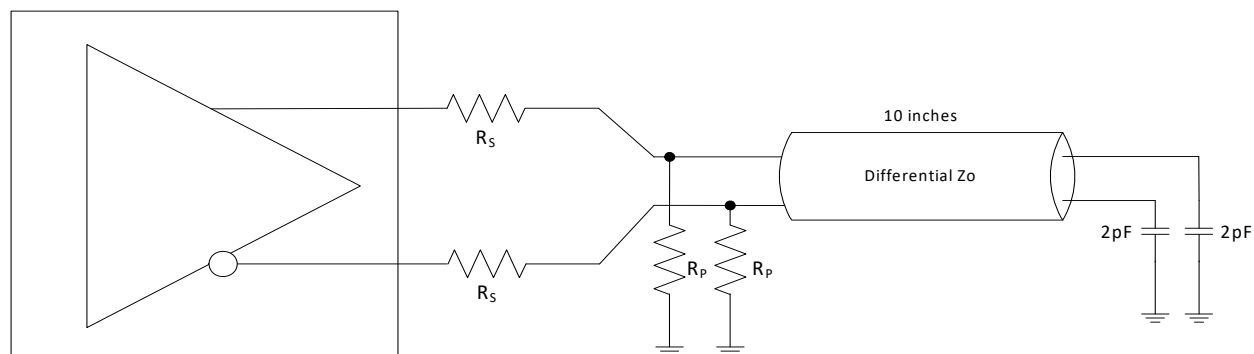 10 inches
R_S
Differential Zo
2pF
2pF
R_P
R_P
R_S